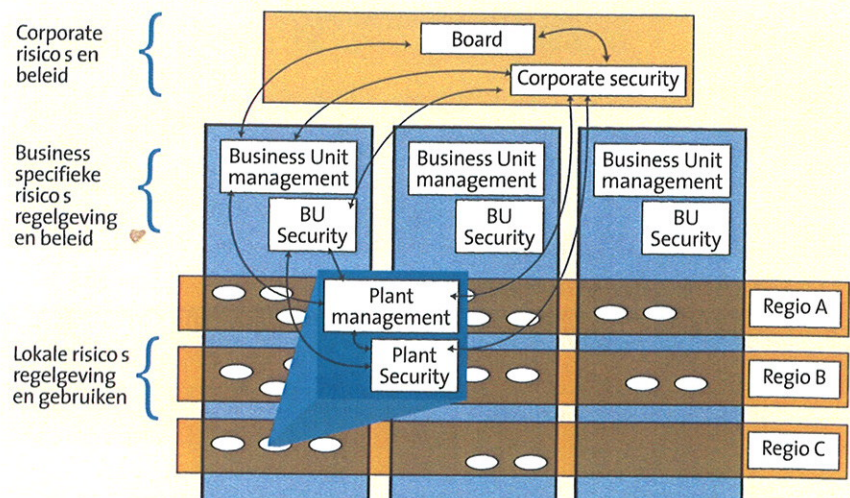 Corporate
risico s en
beleid
Board
Corporate security
Business
specifieke
risico s
regelgeving
en beleid
Business Unit
management
BU
Security
Business Unit
management
BU
Security
Business Unit
management
BU
Security
Plant
management
Plant
Security
Lokale risico s
regelgeving
en gebruiken
Regio A
Regio B
Regio C